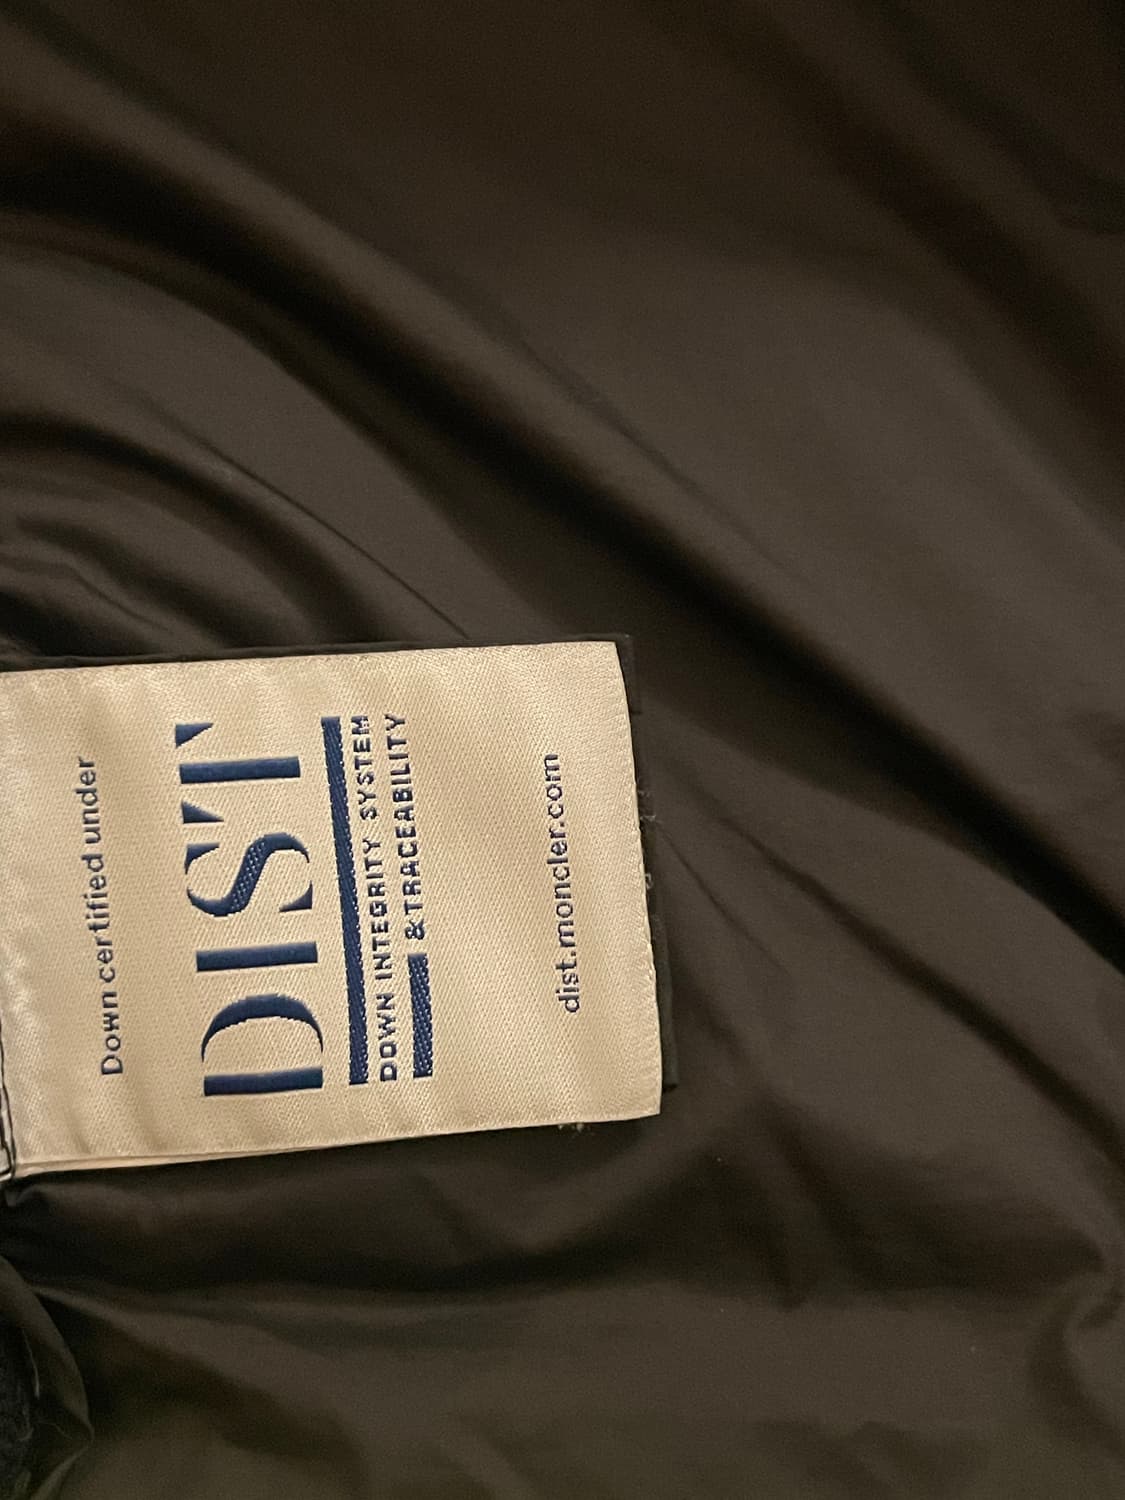 Down certified under
DIST
DOWN INTEGRITY SYSTEM
& TRACEABILITY
dist.moncler.com